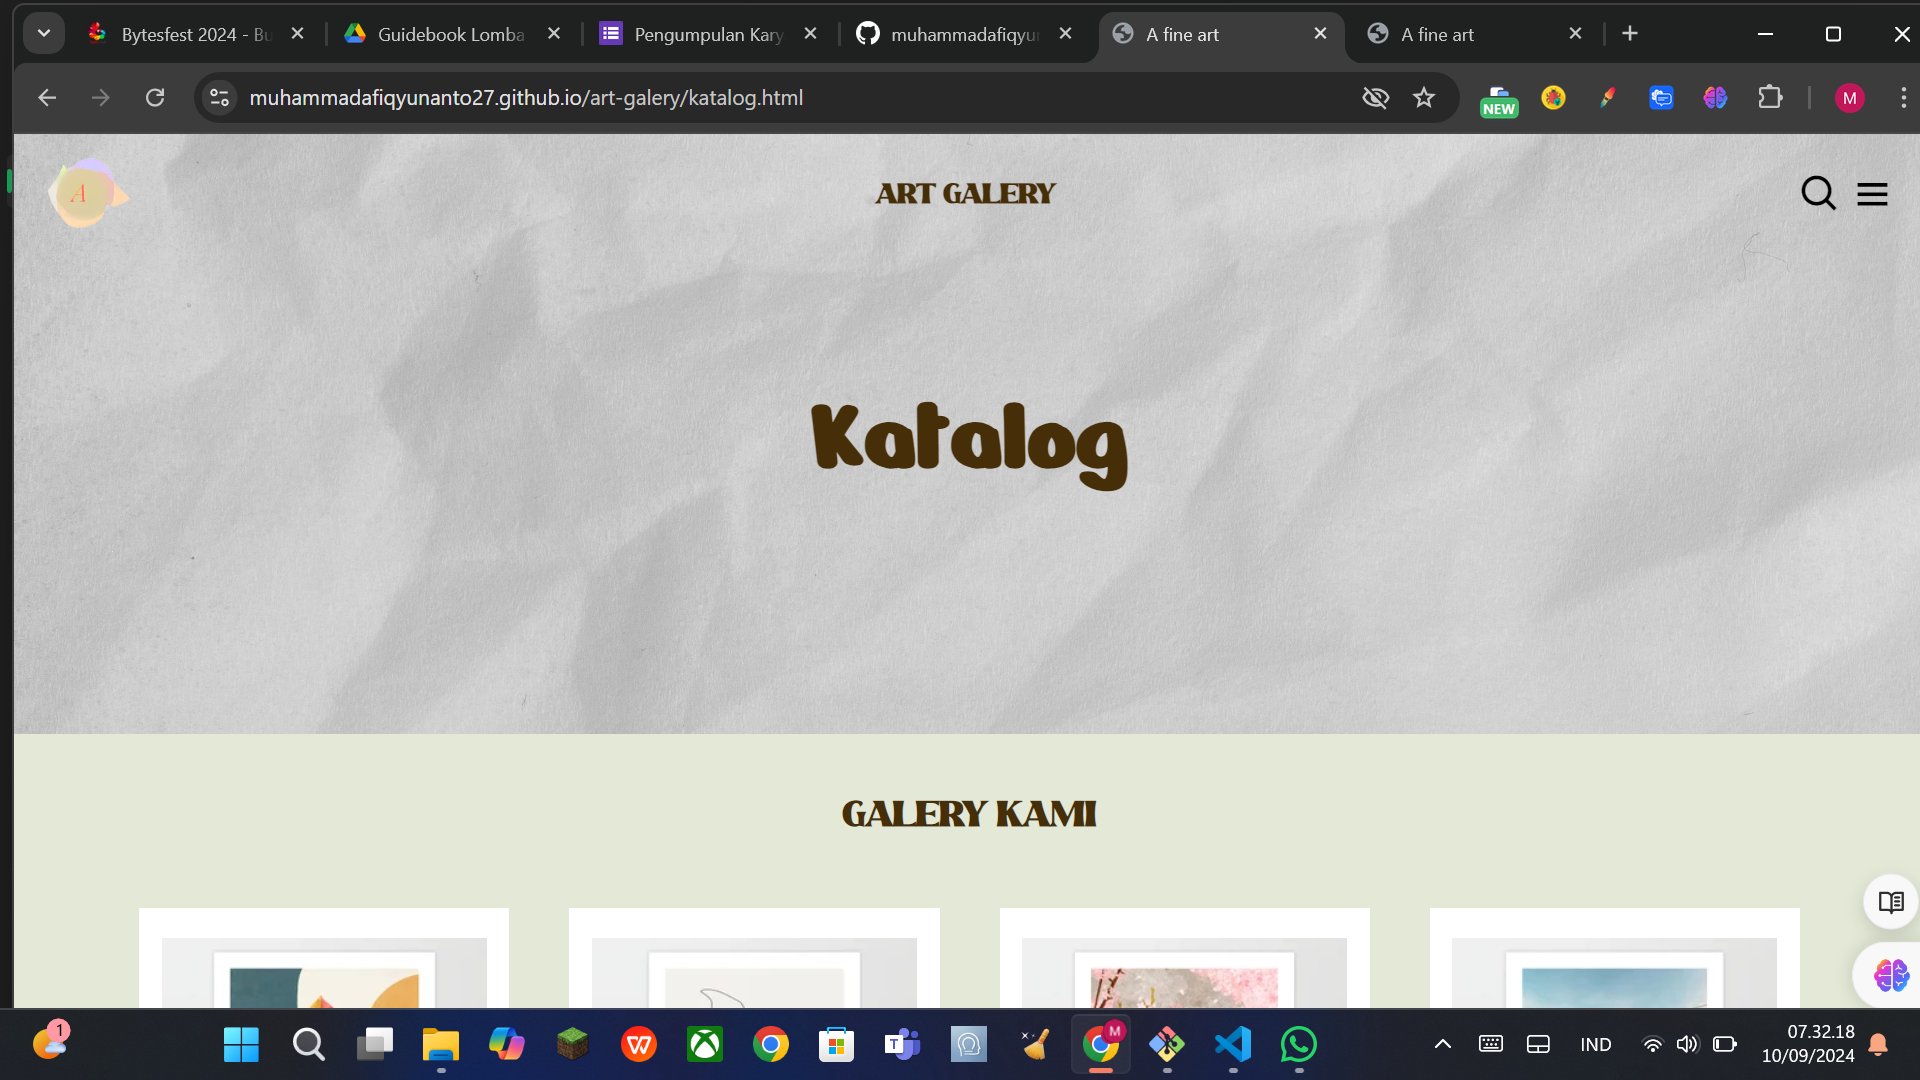 Bytesfest 2024 - Bu
Guidebook Lomba
Pengumpulan Kary
muhammadafiqyun
A fine art
A fine art
muhammadafiqyunanto27.github.io/art-galery/katalog.html
NEW
M
A
ART GALERY
Katalog
GALERY KAMI
1
W
T
M
IND
07.32.18
10/09/2024